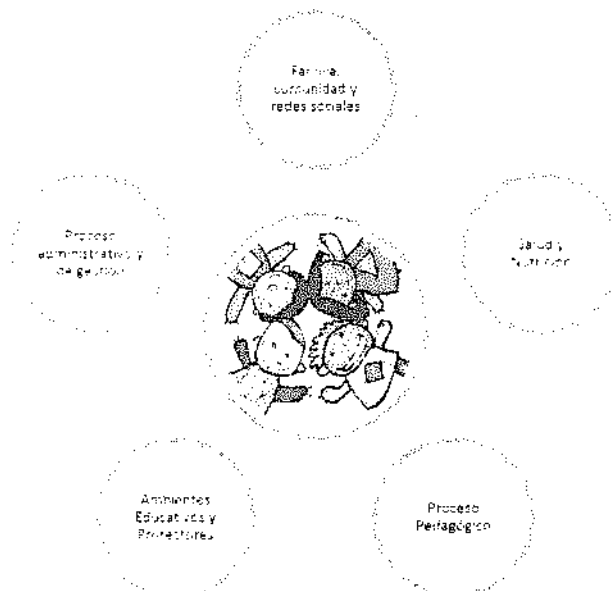 Familia,
comunidad y
redes sociales
Proceso
administrativo y
de gestión
Salud y
Nutrición
Ambientes
Educativos y
Protectores
Proceso
Pedagógico